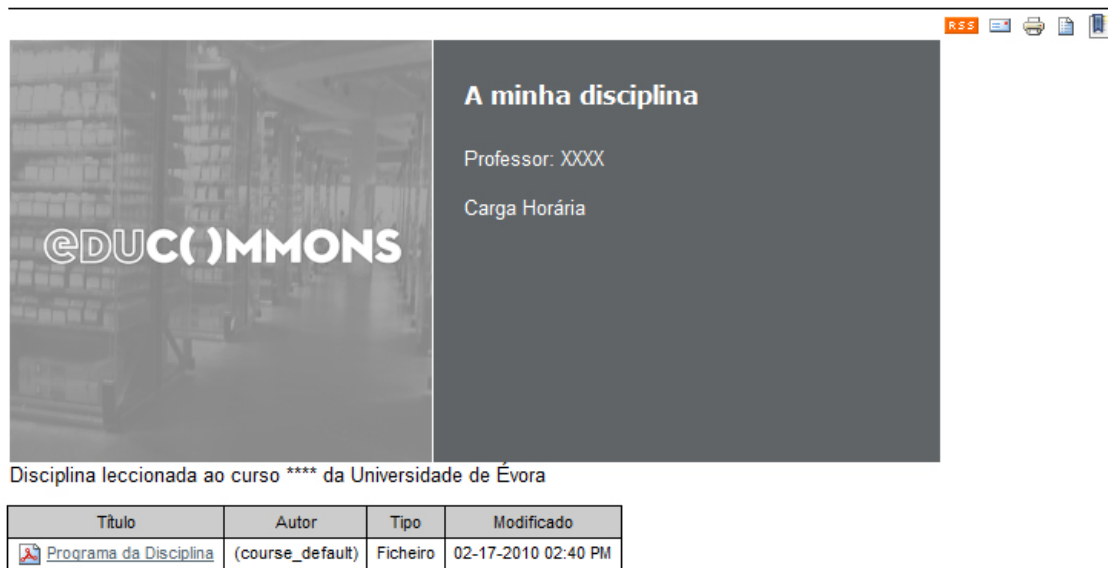 RSS
A minha disciplina
Professor: XXXX
Carga Horária
eDUC()MMONS
Disciplina leccionada ao curso **** da Universidade de Évora
Título Autor Tipo Modificado
Programa da Disciplina (course_default) Ficheiro 02-17-2010 02:40 PM